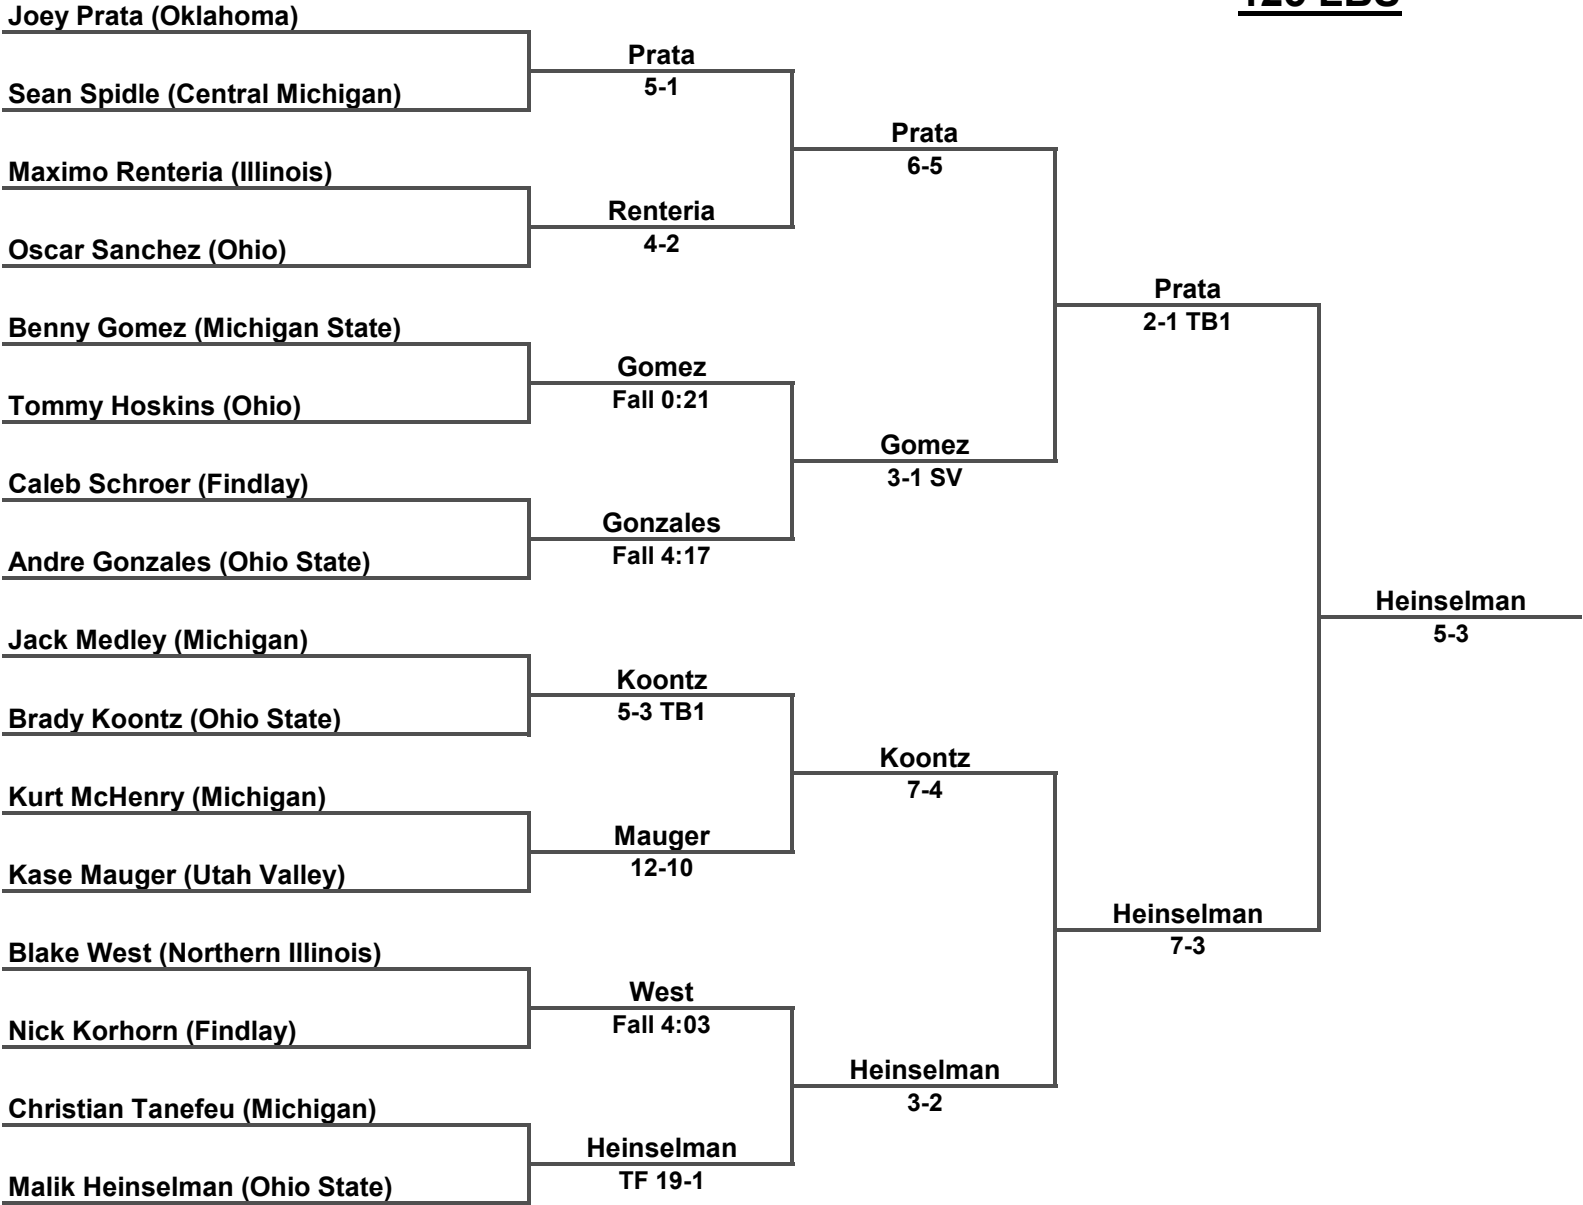 Joey Prata (Oklahoma)
Prata
5-1
Sean Spidle (Central Michigan)
Prata
6-5
Maximo Renteria (Illinois)
Renteria
4-2
Oscar Sanchez (Ohio)
Prata
2-1 TB1
Benny Gomez (Michigan State)
Gomez
Fall 0:21
Tommy Hoskins (Ohio)
Gomez
3-1 SV
Caleb Schroer (Findlay)
Gonzales
Fall 4:17
Andre Gonzales (Ohio State)
Heinselman
5-3
Jack Medley (Michigan)
Koontz
5-3 TB1
Brady Koontz (Ohio State)
Koontz
7-4
Kurt McHenry (Michigan)
Mauger
12-10
Kase Mauger (Utah Valley)
Heinselman
7-3
Blake West (Northern Illinois)
West
Fall 4:03
Nick Korhorn (Findlay)
Heinselman
3-2
Christian Tanefeu (Michigan)
Heinselman
TF 19-1
Malik Heinselman (Ohio State)